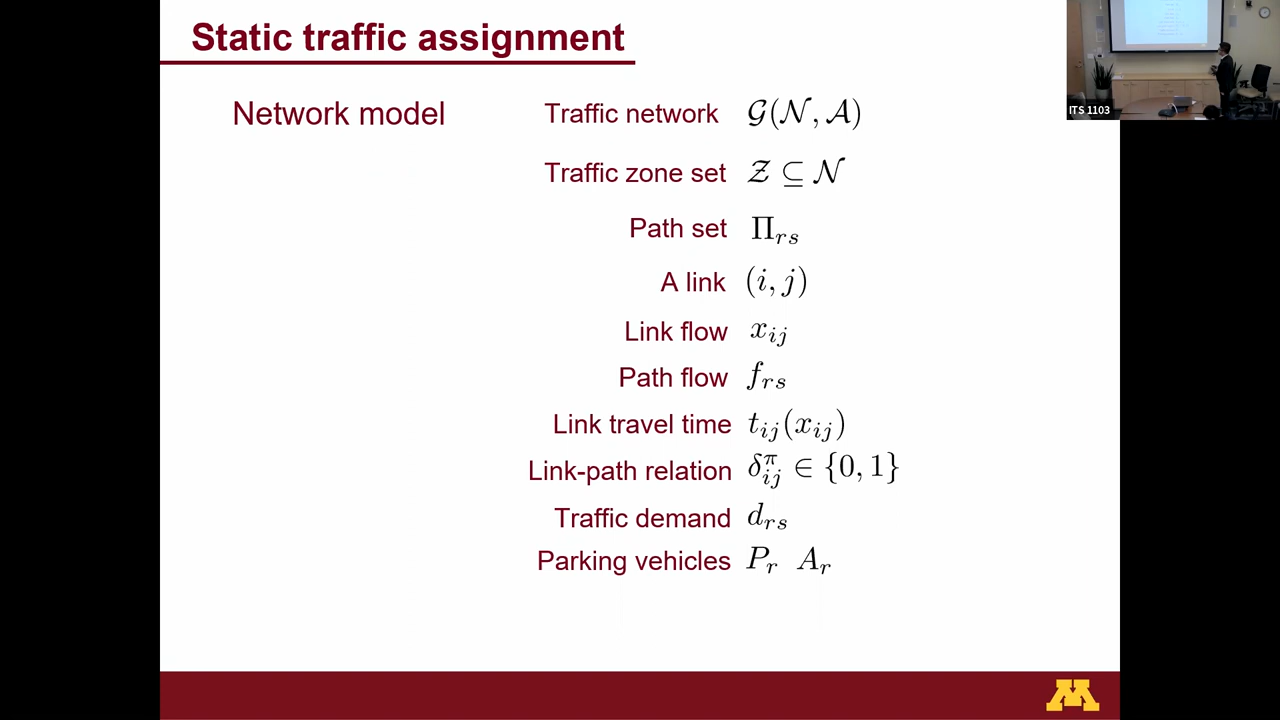 Static traffic assignment
ITS 1103
Network model
Traffic network 𝒢(𝒩, 𝒜)
Traffic zone set 𝒵 ⊆ 𝒩
Path set Π_rs
A link (i, j)
Link flow x_ij
Path flow f_rs
Link travel time t_ij(x_ij)
Link-path relation δ_ij^π ∈ {0, 1}
Traffic demand d_rs
Parking vehicles P_r A_r
M